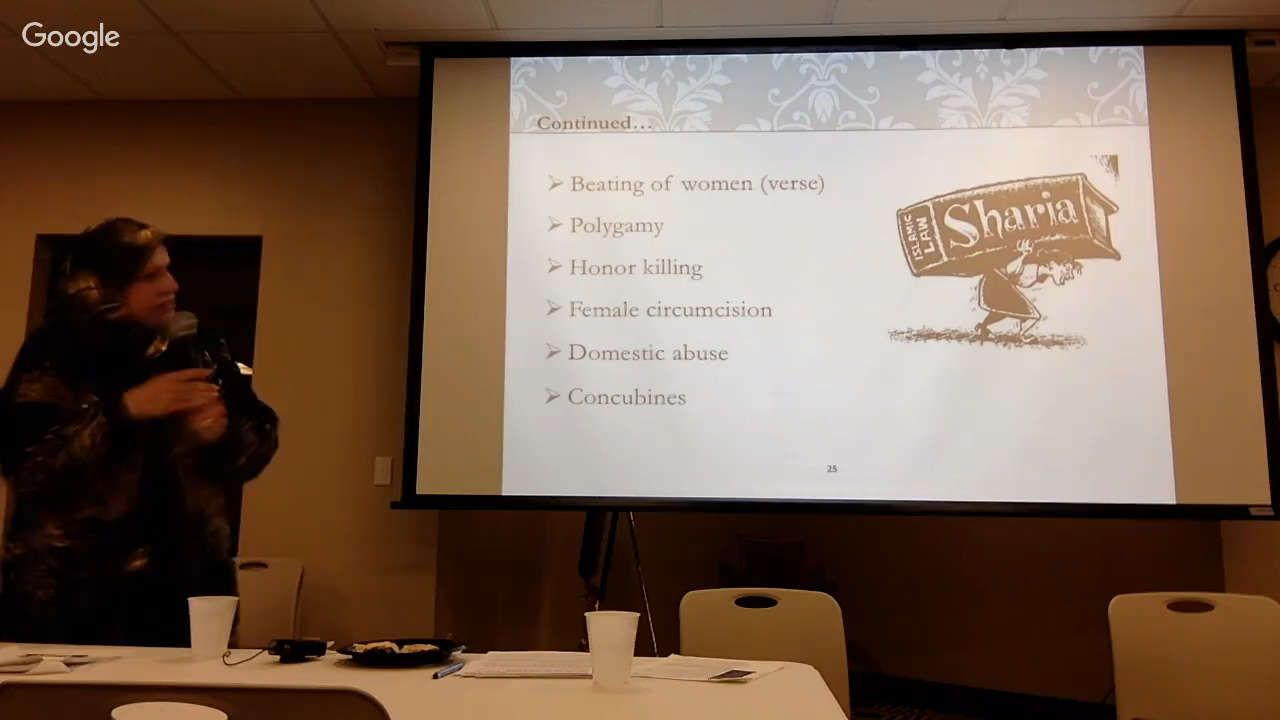 Google
Continued…
Beating of women (verse)
Polygamy
Honor killing
Female circumcision
Domestic abuse
Concubines
ISLAMIC
LAW
Sharia
25